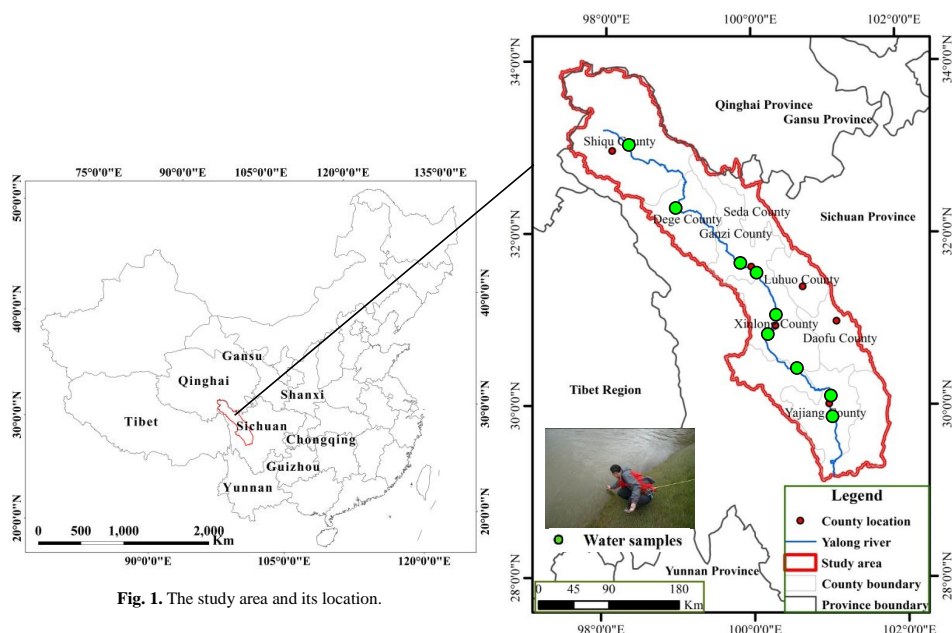 98°0'0"E 100°0'0"E 102°0'0"E
34°0'0"N 34°0'0"N
Qinghai Province
Gansu Province
Shiqu County
Seda County
Sichuan Province
Dege County
Ganzi County
32°0'0"N 32°0'0"N
Luhuo County
Xinlong County
Daofu County
Tibet Region
30°0'0"N 30°0'0"N
Yajiang County
Water samples
Yunnan Province
28°0'0"N 28°0'0"N
0 45 90 180
Km
Legend
County location
Yalong river
Study area
County boundary
Province boundary
98°0'0"E 100°0'0"E 102°0'0"E
75°0'0"E 90°0'0"E 105°0'0"E 120°0'0"E 135°0'0"E
50°0'0"N 50°0'0"N
40°0'0"N 40°0'0"N
Gansu
Qinghai
Shanxi
30°0'0"N 30°0'0"N
Tibet
Sichuan
Chongqing
Guizhou
Yunnan
20°0'0"N 20°0'0"N
0 500 1,000 2,000
Km
90°0'0"E 105°0'0"E 120°0'0"E
Fig. 1. The study area and its location.